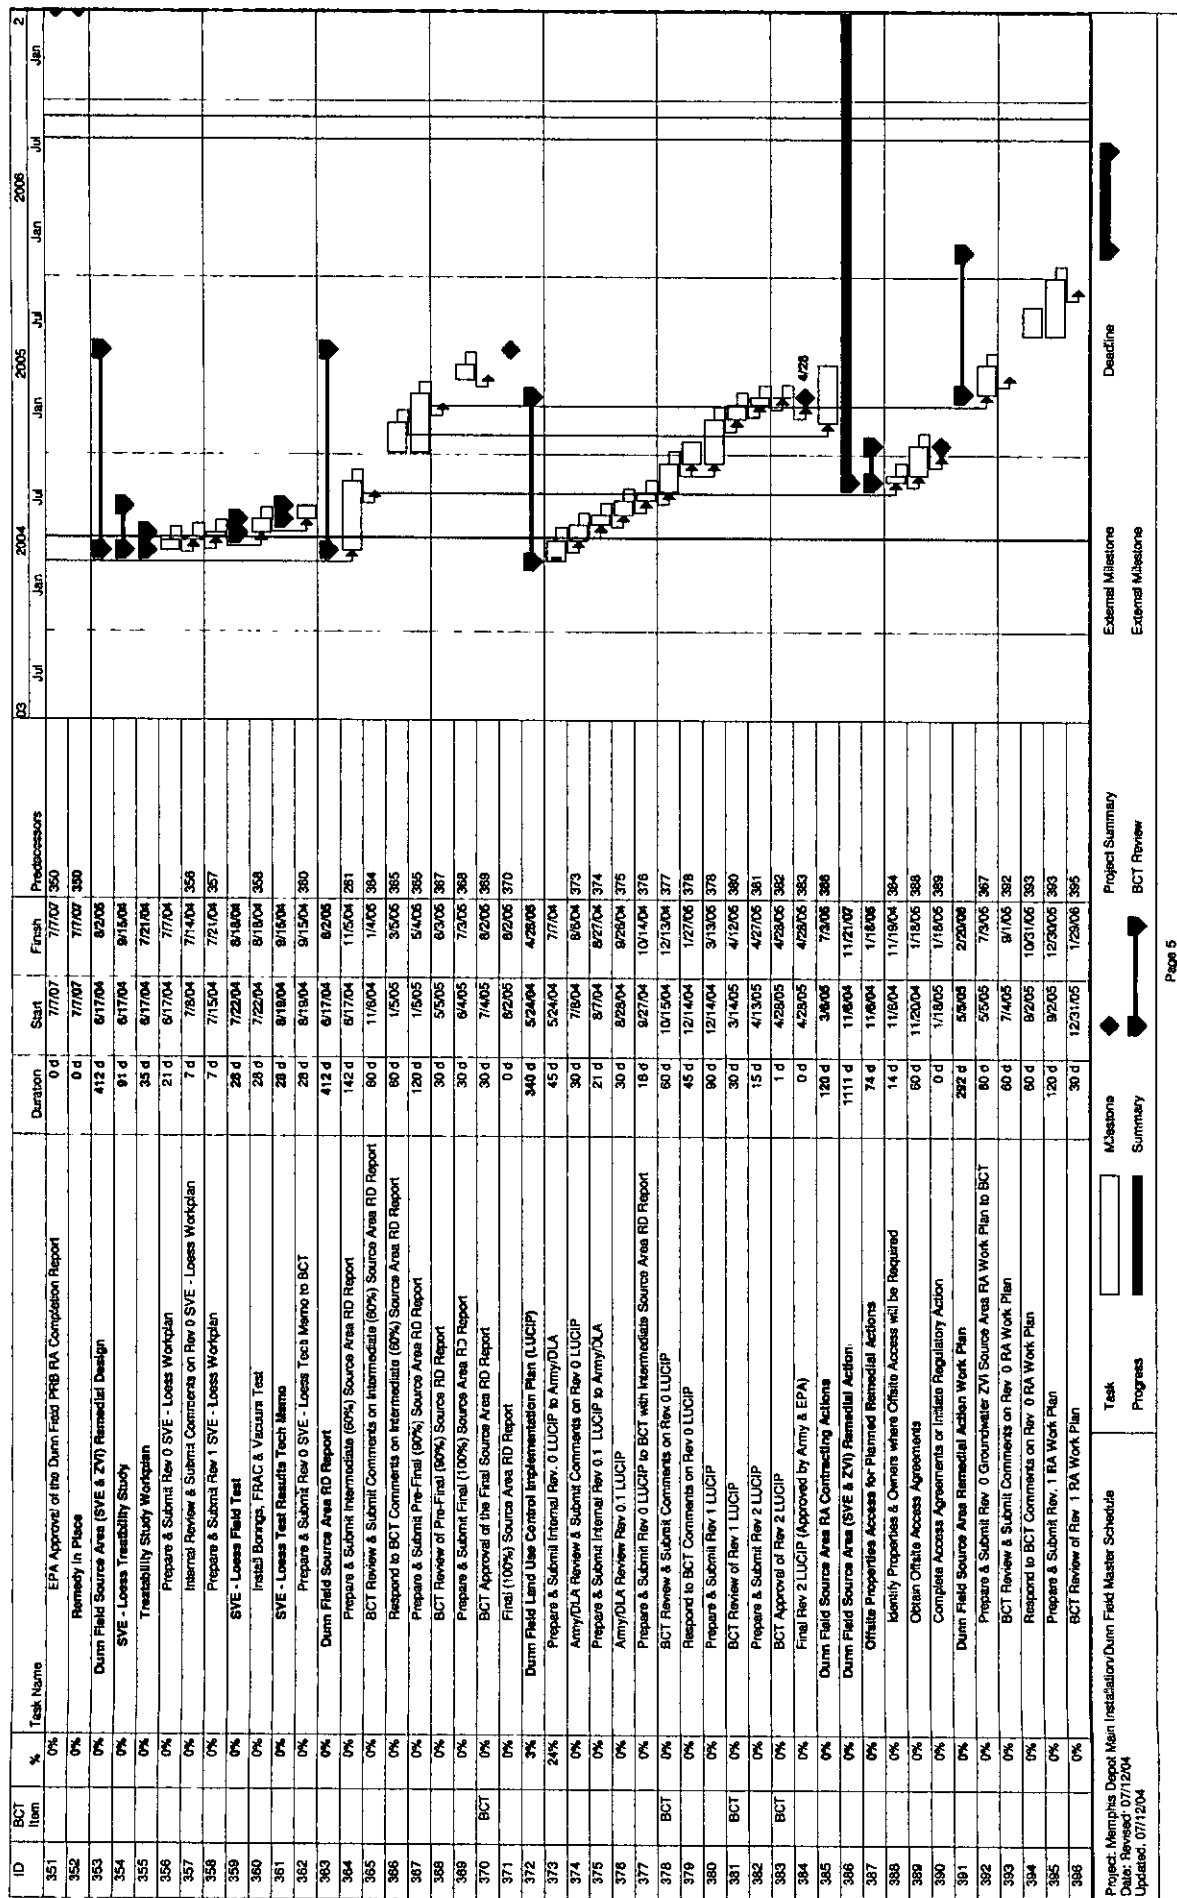 ID BCT Item % Task Name Duration Start Finish Predecessors 03 2004 2005 2006 2
Jul Jan Jul Jan Jul Jan Jul Jan
351 0% EPA Approval of the Dunn Field PRB RA Completion Report 0 d 7/7/07 7/7/07 350
352 0% Remedy In Place 0 d 7/7/07 7/7/07 350
353 0% Dunn Field Source Area (SVE & ZVI) Remedial Design 412 d 6/17/04 8/2/05
354 0% SVE - Loess Treatibility Study 91 d 6/17/04 9/15/04
355 0% Treatability Study Workplan 35 d 6/17/04 7/21/04
356 0% Prepare & Submit Rev 0 SVE - Loess Workplan 21 d 6/17/04 7/7/04
357 0% Internal Review & Submit Comments on Rev 0 SVE - Loess Workplan 7 d 7/8/04 7/14/04 356
358 0% Prepare & Submit Rev 1 SVE - Loess Workplan 7 d 7/15/04 7/21/04 357
359 0% SVE - Loess Field Test 28 d 7/22/04 8/18/04
360 0% Install Borings, FRAC & Vacuum Test 28 d 7/22/04 8/18/04 358
361 0% SVE - Loess Test Results Tech Memo 28 d 8/19/04 9/15/04
362 0% Prepare & Submit Rev 0 SVE - Loess Tech Memo to BCT 28 d 8/19/04 9/15/04 360
363 0% Dunn Field Source Area RD Report 412 d 6/17/04 8/2/05
364 0% Prepare & Submit Intermediate (60%) Source Area RD Report 142 d 6/17/04 11/5/04 261
365 0% BCT Review & Submit Comments on Intermediate (60%) Source Area RD Report 60 d 11/6/04 1/4/05 364
366 0% Respond to BCT Comments on Intermediate (60%) Source Area RD Report 60 d 1/5/05 3/5/05 365
367 0% Prepare & Submit Pre-Final (90%) Source Area RD Report 120 d 1/5/05 5/4/05 365
368 0% BCT Review of Pre-Final (90%) Source RD Report 30 d 5/5/05 6/3/05 367
369 0% Prepare & Submit Final (100%) Source Area RD Report 30 d 6/4/05 7/3/05 368
370 BCT 0% BCT Approval of the Final Source Area RD Report 30 d 7/4/05 8/2/05 369
371 0% Final (100%) Source Area RD Report 0 d 8/2/05 8/2/05 370
372 3% Dunn Field Land Use Control Implementation Plan (LUCIP) 340 d 5/24/04 4/28/05
373 24% Prepare & Submit Internal Rev. 0 LUCIP to Army/DLA 45 d 5/24/04 7/7/04
374 0% Army/DLA Review & Submit Comments on Rev 0 LUCIP 30 d 7/8/04 8/6/04 373
375 0% Prepare & Submit Internal Rev 0.1 LUCIP to Army/DLA 21 d 8/7/04 8/27/04 374
376 0% Army/DLA Review Rev 0.1 LUCIP 30 d 8/28/04 9/26/04 375
377 0% Prepare & Submit Rev 0 LUCIP to BCT with Intermediate Source Area RD Report 18 d 9/27/04 10/14/04 376
378 BCT 0% BCT Review & Submit Comments on Rev 0 LUCIP 60 d 10/15/04 12/13/04 377
379 0% Respond to BCT Comments on Rev 0 LUCIP 45 d 12/14/04 1/27/05 378
380 0% Prepare & Submit Rev 1 LUCIP 90 d 12/14/04 3/13/05 378
381 BCT 0% BCT Review of Rev 1 LUCIP 30 d 3/14/05 4/12/05 380
382 0% Prepare & Submit Rev 2 LUCIP 15 d 4/13/05 4/27/05 381
383 BCT 0% BCT Approval of Rev 2 LUCIP 1 d 4/28/05 4/28/05 382
384 0% Final Rev 2 LUCIP (Approved by Army & EPA) 0 d 4/28/05 4/28/05 383 4/28
385 0% Dunn Field Source Area RA Contracting Actions 120 d 3/6/05 7/3/05 366
386 0% Dunn Field Source Area (SVE & ZVI) Remedial Action 1111 d 11/6/04 11/21/07
387 0% Offsite Properties Access for Planned Remedial Actions 74 d 11/6/04 1/18/05
388 0% Identify Properties & Owners where Offsite Access will be Required 14 d 11/6/04 11/19/04 364
389 0% Obtain Offsite Access Agreements 60 d 11/20/04 1/18/05 388
390 0% Complete Access Agreements or Initiate Regulatory Action 0 d 1/18/05 1/18/05 389
391 0% Dunn Field Source Area Remedial Action Work Plan 292 d 5/5/05 2/20/06
392 0% Prepare & Submit Rev. 0 Groundwater ZVI Source Area RA Work Plan to BCT 60 d 5/5/05 7/3/05 367
393 0% BCT Review & Submit Comments on Rev. 0 RA Work Plan 60 d 7/4/05 9/1/05 392
394 0% Respond to BCT Comments on Rev. 0 RA Work Plan 60 d 9/2/05 10/31/05 393
395 0% Prepare & Submit Rev. 1 RA Work Plan 120 d 9/2/05 12/30/05 393
396 0% BCT Review of Rev 1 RA Work Plan 30 d 12/31/05 1/29/06 395
Project: Memphis Depot Main Installation/Dunn Field Master Schedule
Date: Revised: 07/12/04
Updated. 07/12/04
Task Milestone Project Summary External Milestone Deadline
Progress Summary BCT Review External Milestone
Page 5